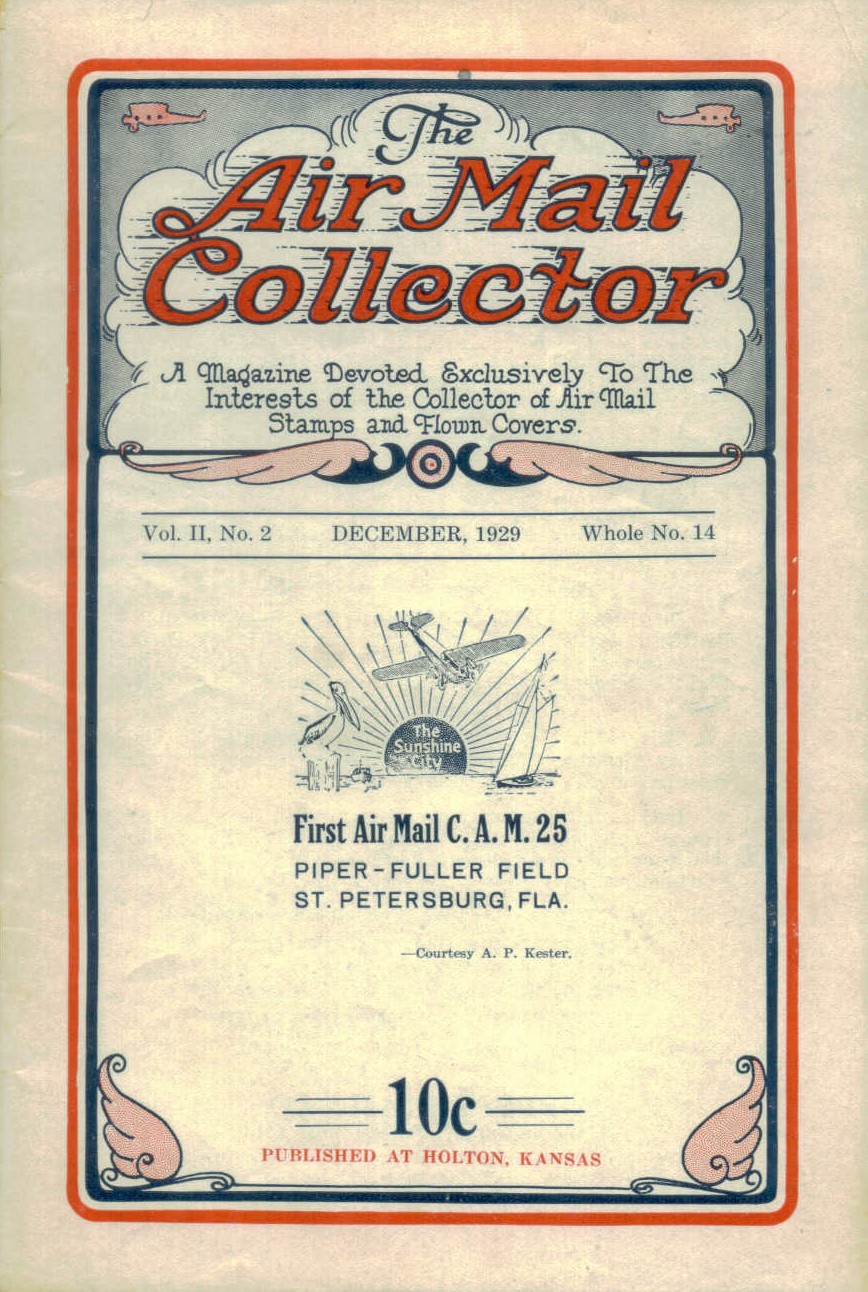 The
Air Mail
Collector
A Magazine Devoted Exclusively To The
Interests of the Collector of Air Mail
Stamps and Flown Covers.
Vol. II, No. 2 DECEMBER, 1929 Whole No. 14
The
Sunshine
City
First Air Mail C. A. M. 25
PIPER-FULLER FIELD
ST. PETERSBURG, FLA.
—Courtesy A. P. Kester.
10c
PUBLISHED AT HOLTON, KANSAS